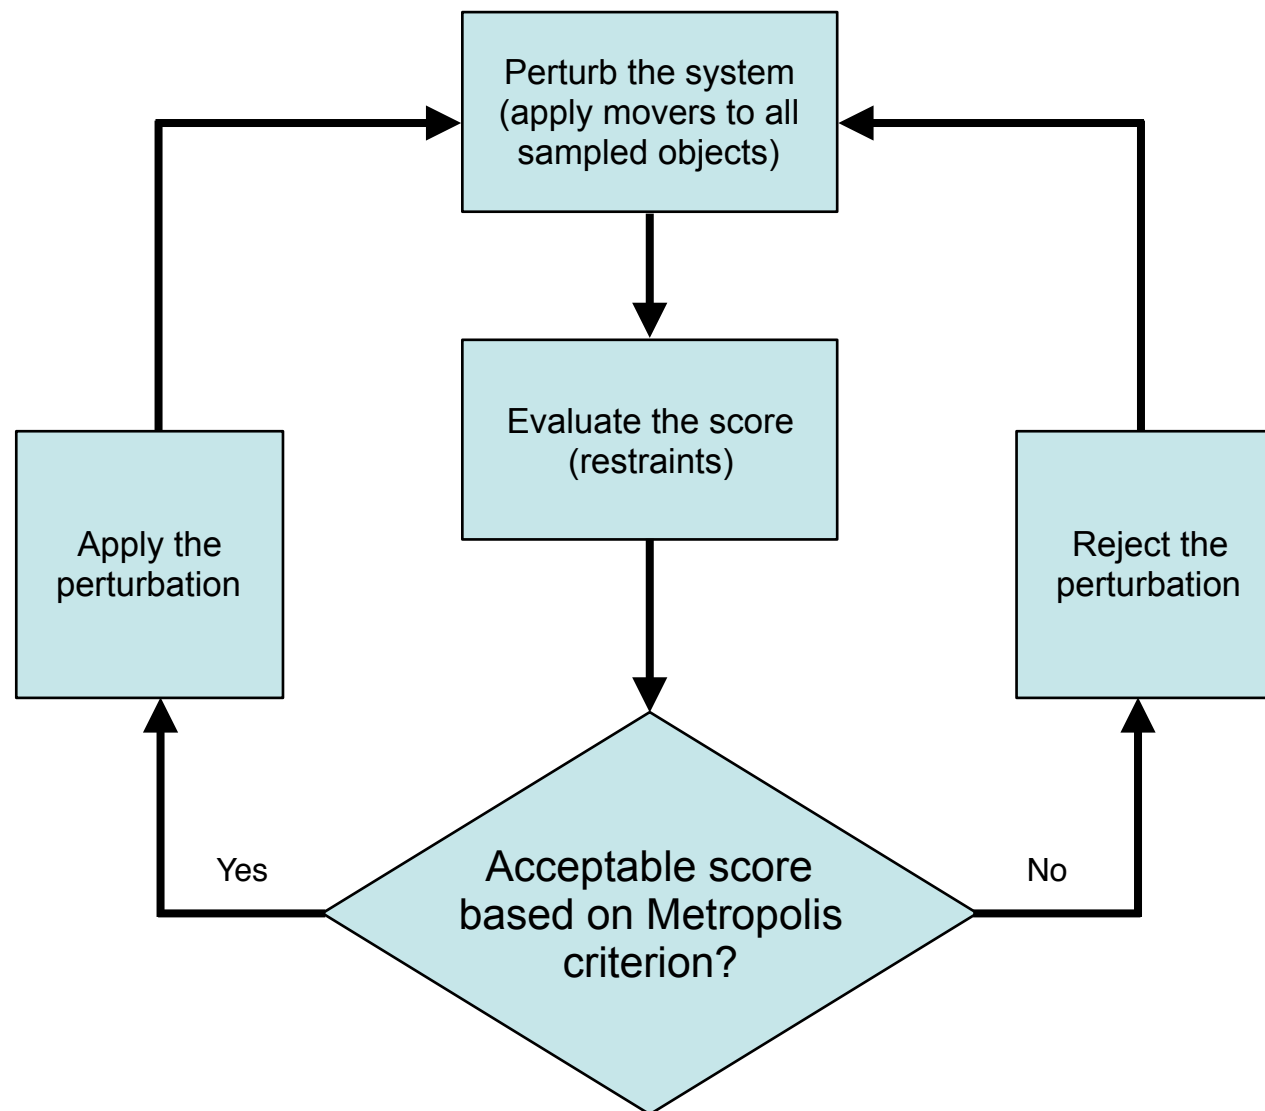 Perturb the system
(apply movers to all
sampled objects)
Evaluate the score
(restraints)
Apply the
perturbation
Reject the
perturbation
Yes
No
Acceptable score
based on Metropolis
criterion?